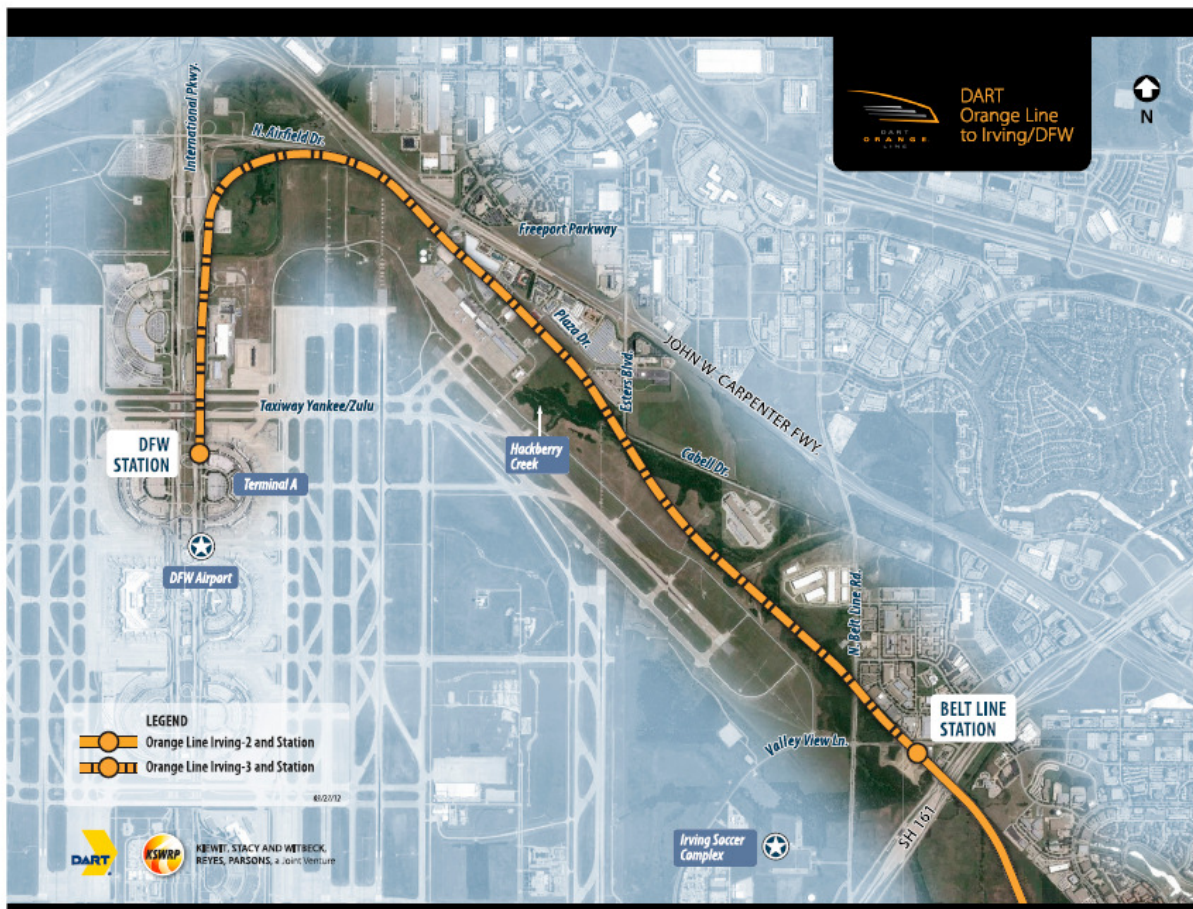 DART
Orange Line
to Irving/DFW
DART
ORANGE
LINE
N
International Pkwy.
N. Airfield Dr.
Freeport Parkway
Plaza Dr.
Esters Blvd.
JOHN W. CARPENTER FWY.
Taxiway Yankee/Zulu
DFW
STATION
Terminal A
Hackberry
Creek
Cabell Dr.
DFW Airport
N. Belt Line Rd.
BELT LINE
STATION
Valley View Ln.
SH 161
Irving Soccer
Complex
LEGEND
Orange Line Irving-2 and Station
Orange Line Irving-3 and Station
DART
KSWRP
KIEWIT, STACY AND WITBECK,
REYES, PARSONS, a Joint Venture